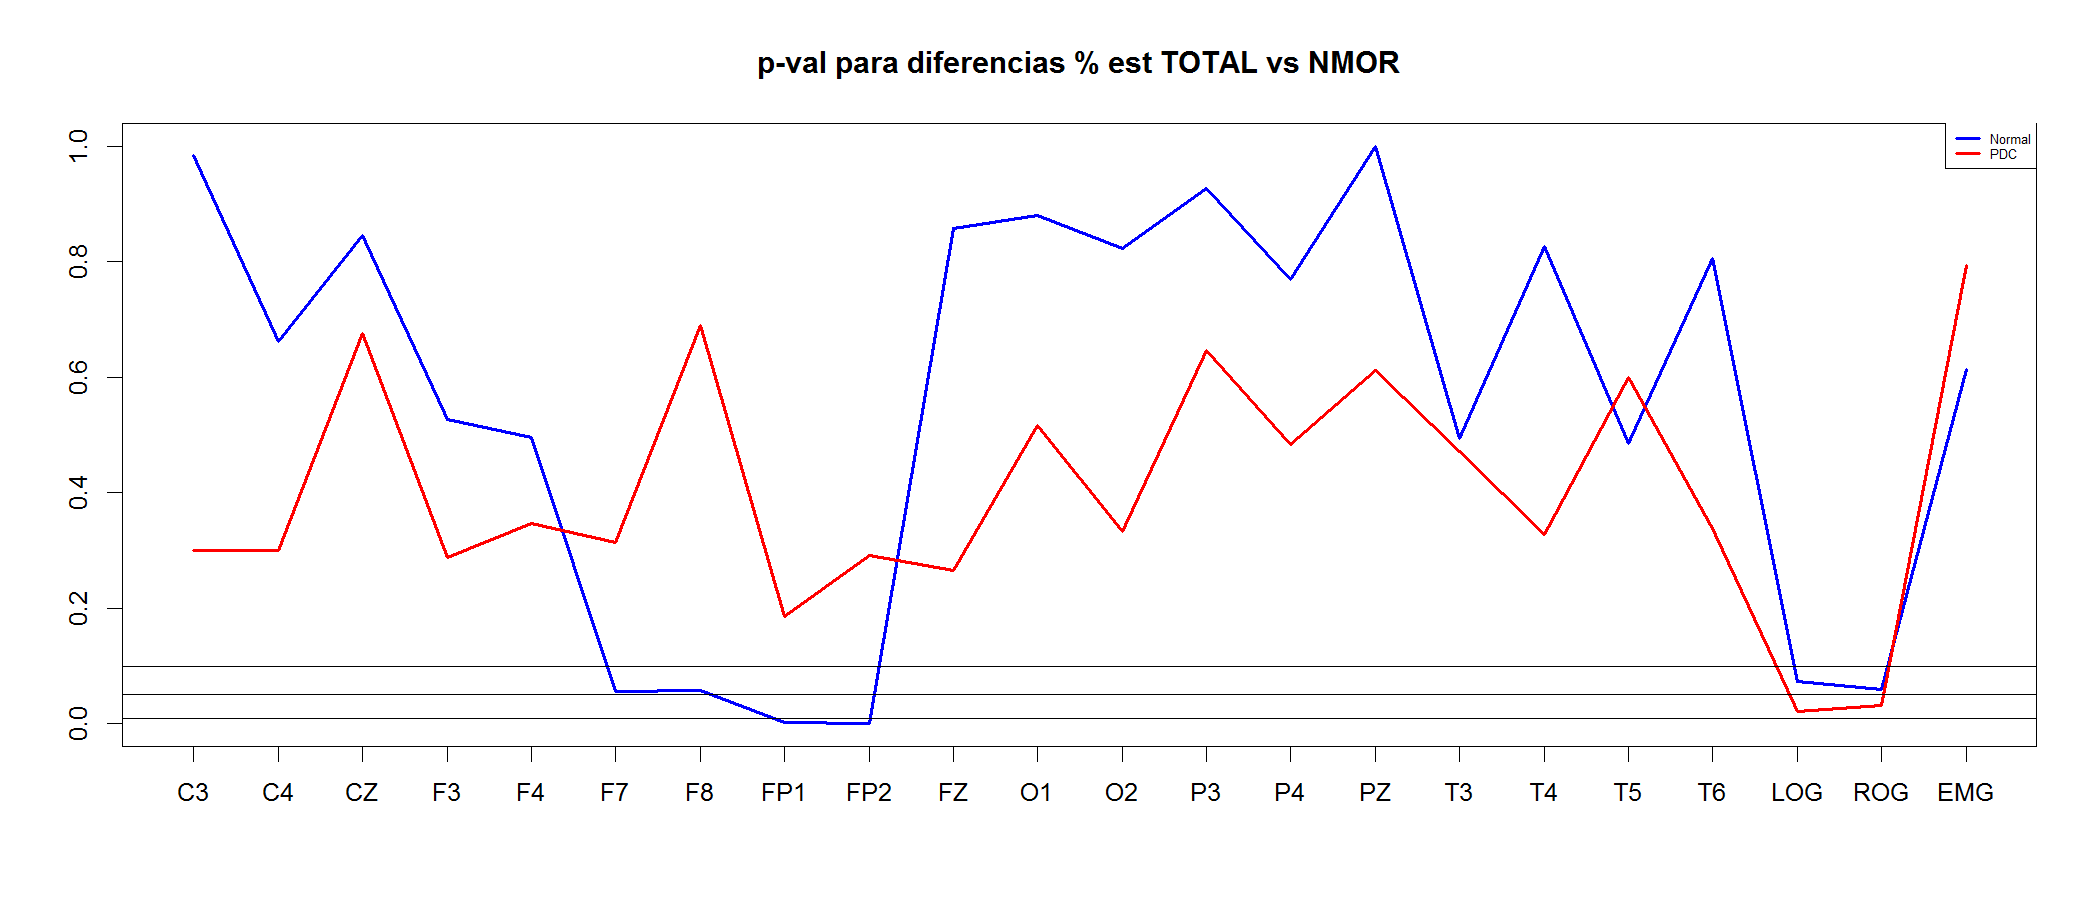 p-val para diferencias % est TOTAL vs NMOR
Normal
PDC
1.0
0.8
0.6
0.4
0.2
0.0
C3 C4 CZ F3 F4 F7 F8 FP1 FP2 FZ O1 O2 P3 P4 PZ T3 T4 T5 T6 LOG ROG EMG